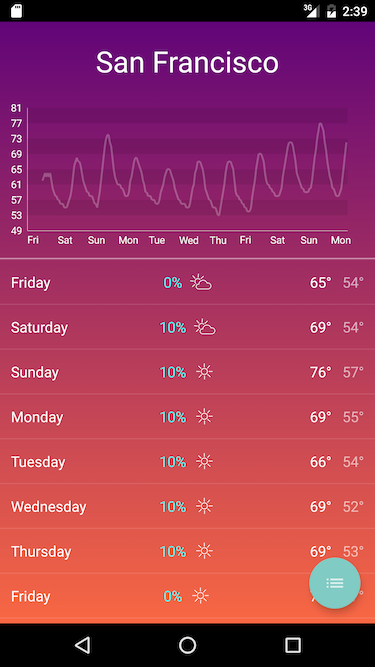 3G 2:39
San Francisco
81
77
73
69
65
61
57
53
49
Fri Sat Sun Mon Tue Wed Thu Fri Sat Sun Mon
Friday 0% 65° 54°
Saturday 10% 69° 54°
Sunday 10% 76° 57°
Monday 10% 69° 55°
Tuesday 10% 66° 54°
Wednesday 10% 69° 52°
Thursday 10% 69° 53°
Friday 0%